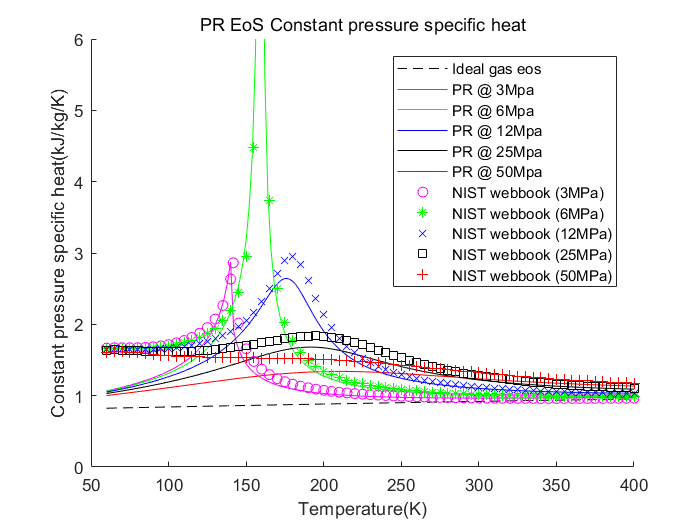 PR EoS Constant pressure specific heat
Constant pressure specific heat(kJ/kg/K)
6
5
4
3
2
1
0
Ideal gas eos
PR @ 3Mpa
PR @ 6Mpa
PR @ 12Mpa
PR @ 25Mpa
PR @ 50Mpa
NIST webbook (3MPa)
NIST webbook (6MPa)
NIST webbook (12MPa)
NIST webbook (25MPa)
NIST webbook (50MPa)
50 100 150 200 250 300 350 400
Temperature(K)